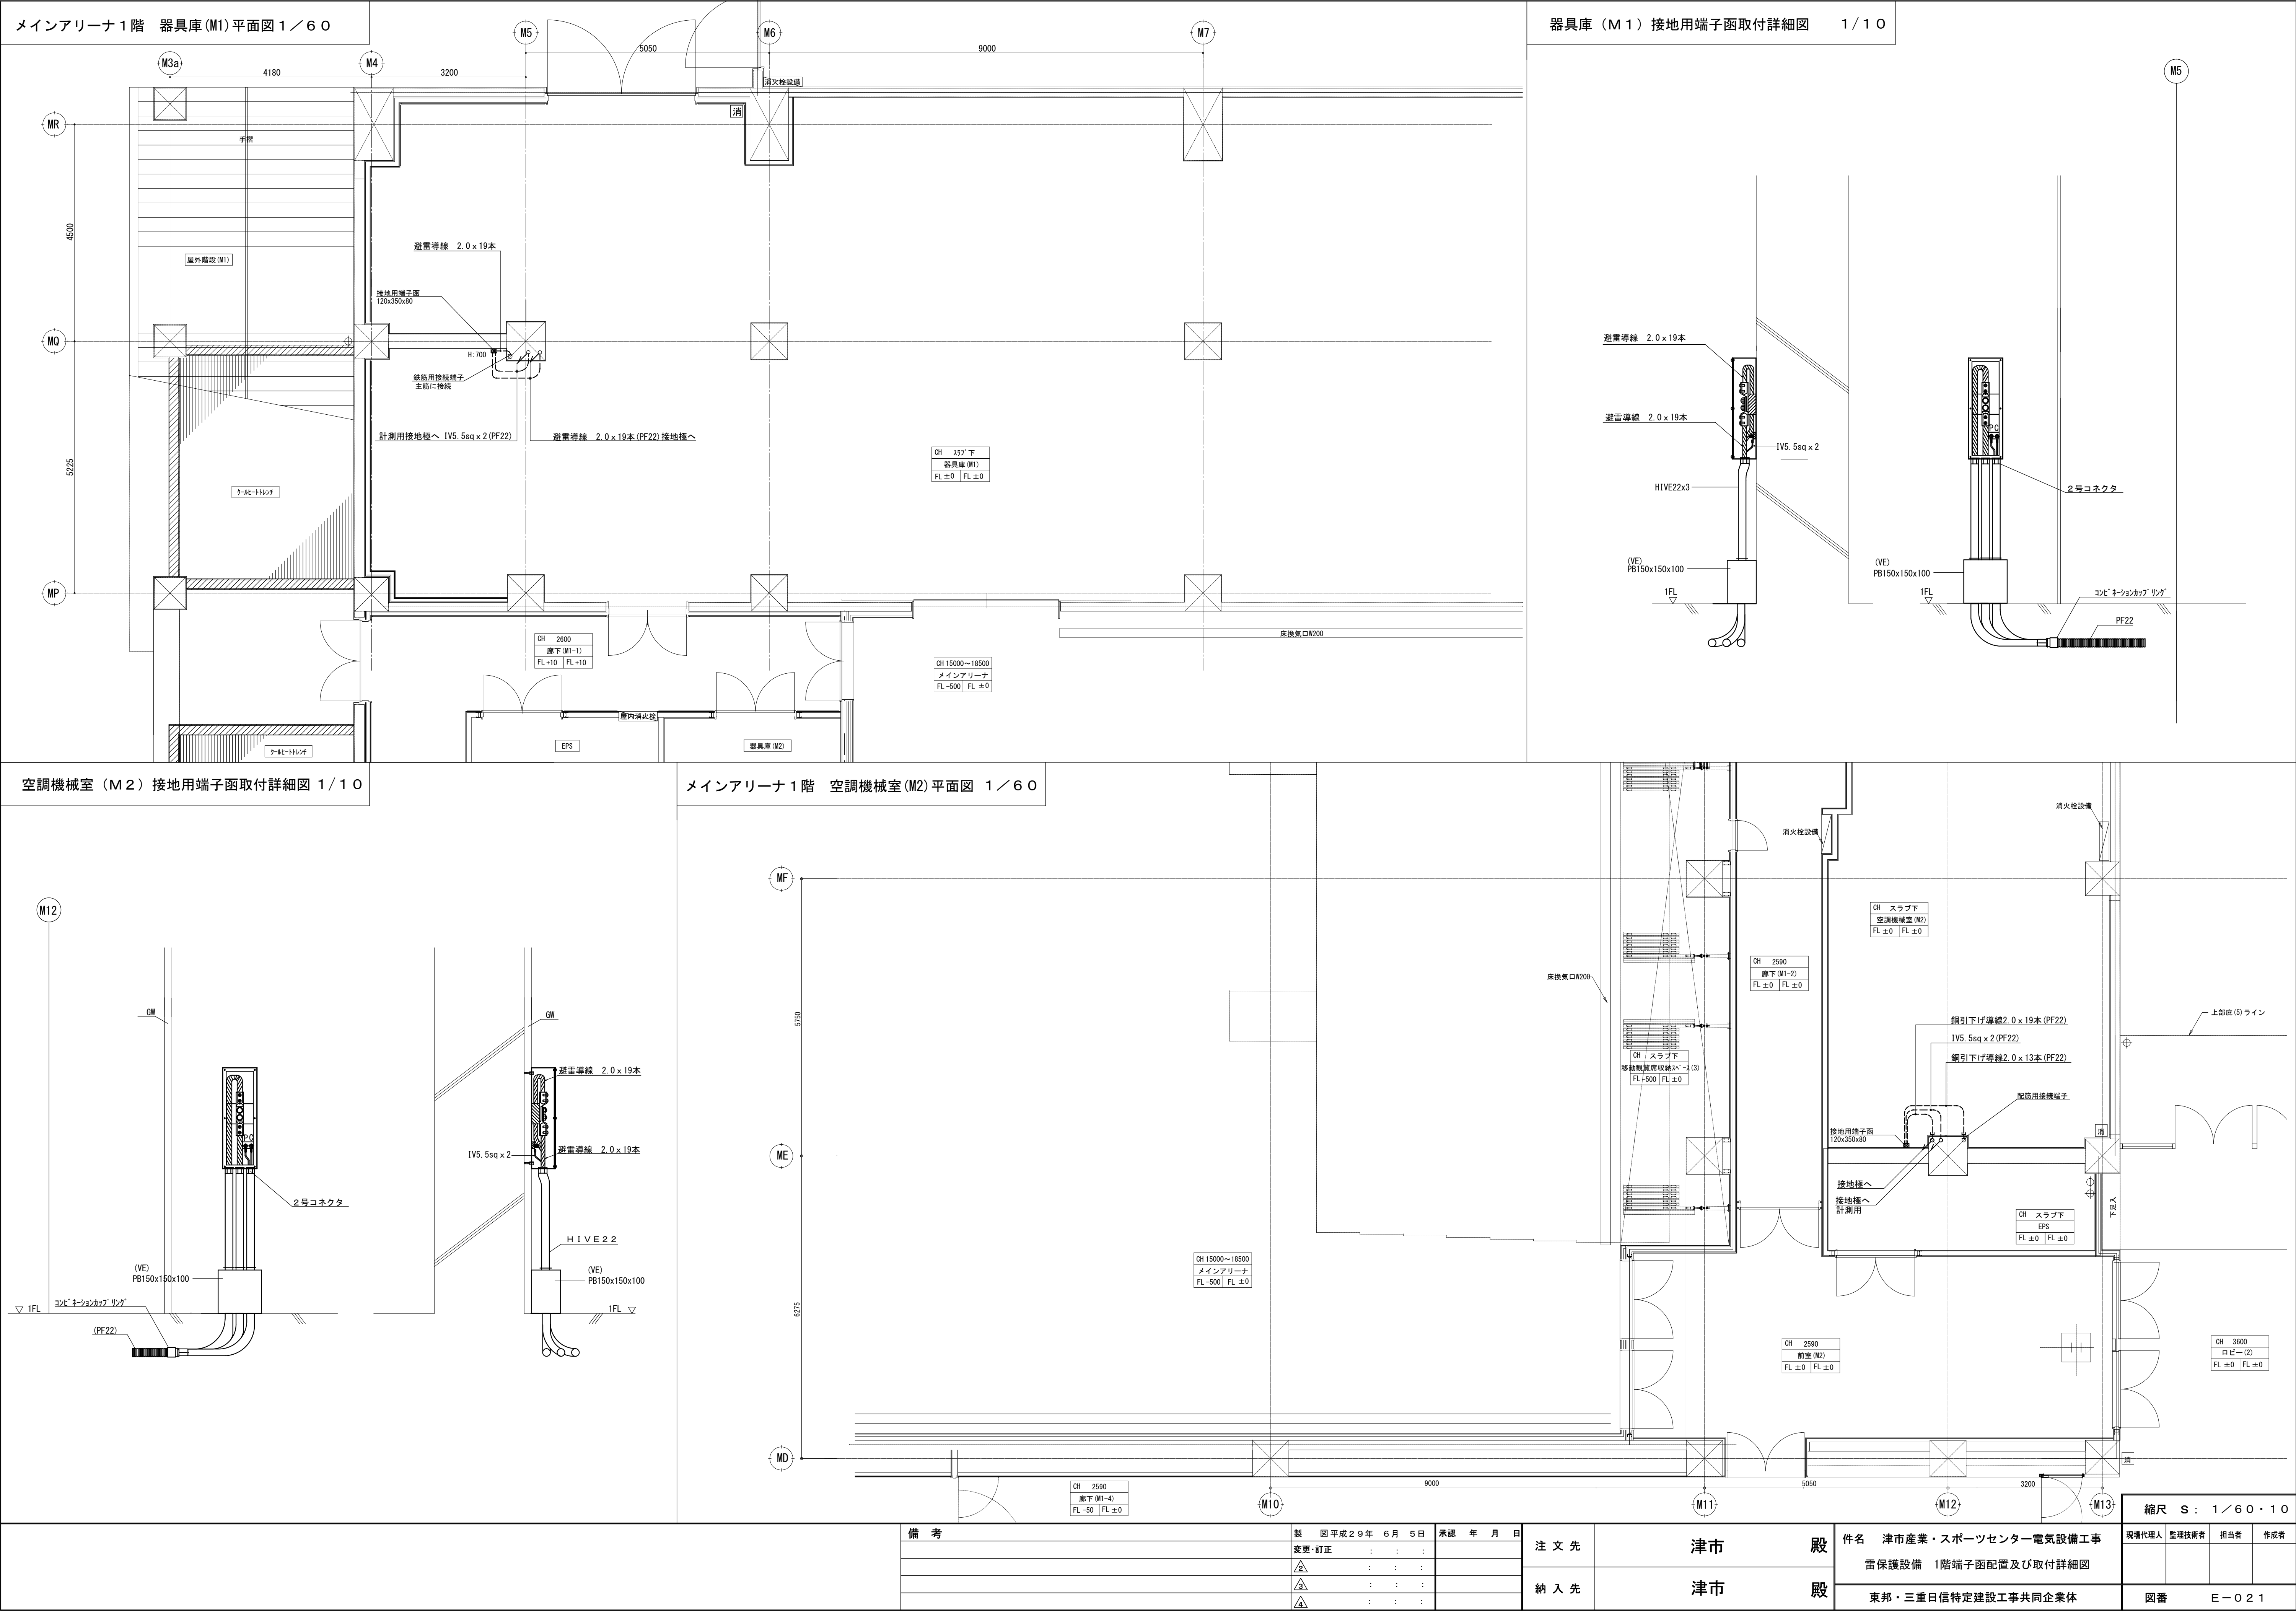 メインアリーナ1階　器具庫(M1)平面図１／６０
M3a
M4
M5
M6
M7
4180
3200
5050
9000
消火栓設備
消
MR
MQ
MP
4500
5225
手摺
屋外階段(M1)
避雷導線　2.0ｘ19本
接地用端子函
120x350x80
H:700
鉄筋用接続端子
主筋に接続
計測用接地極へ IV5.5sqｘ2(PF22)
避雷導線　2.0ｘ19本(PF22)接地極へ
CH　ｽﾗﾌﾞ下
器具庫(M1)
FL ±0　FL ±0
ｸｰﾙﾋｰﾄﾄﾚﾝﾁ
CH　2600
廊下(M1-1)
FL +10　FL +10
CH 15000～18500
メインアリーナ
FL -500　FL ±0
床換気口W200
屋内消火栓
EPS
器具庫(M2)
ｸｰﾙﾋｰﾄﾄﾚﾝﾁ
器具庫（Ｍ１）接地用端子函取付詳細図　１／１０
M5
避雷導線　2.0ｘ19本
避雷導線　2.0ｘ19本
IV5.5sqｘ2
HIVE22x3
(VE)
PB150x150x100
1FL
P C
２号コネクタ
(VE)
PB150x150x100
1FL
ｺﾝﾋﾞﾈｰｼｮﾝｶｯﾌﾟﾘﾝｸﾞ
PF22
空調機械室（Ｍ２）接地用端子函取付詳細図 １／１０
M12
GW
GW
P C
避雷導線　2.0ｘ19本
IV5.5sqｘ2
避雷導線　2.0ｘ19本
２号コネクタ
ＨＩＶＥ２２
(VE)
PB150x150x100
(VE)
PB150x150x100
ｺﾝﾋﾞﾈｰｼｮﾝｶｯﾌﾟﾘﾝｸﾞ
1FL
1FL
(PF22)
メインアリーナ１階　空調機械室(M2)平面図　１／６０
MF
ME
MD
5750
6275
消火栓設備
消火栓設備
CH　スラブ下
空調機械室(M2)
FL ±0　FL ±0
CH　2590
廊下(M1-2)
FL ±0　FL ±0
床換気口W200
上部庇(5)ライン
銅引下げ導線2.0ｘ19本(PF22)
IV5.5sqｘ2(PF22)
銅引下げ導線2.0ｘ13本(PF22)
CH　スラブ下
移動観覧席収納ｽﾍﾟｰｽ(3)
FL -500　FL ±0
配筋用接続端子
接地用端子函
120x350x80
消
接地極へ
接地極へ
計測用
下足入
CH　スラブ下
EPS
FL ±0　FL ±0
CH 15000～18500
メインアリーナ
FL -500　FL ±0
CH　2590
前室(M2)
FL ±0　FL ±0
CH　3600
ロビー(2)
FL ±0　FL ±0
消
CH　2590
廊下(M1-4)
FL -50　FL ±0
9000
5050
3200
M10
M11
M12
M13
縮尺　Ｓ：　１／６０・１０
備　考
製　図 平成２９年　６月　５日
承認　年　月　日
変更・訂正　：　：　：
2　：　：　：
3　：　：　：
4　：　：　：
注文先　津市　殿
納入先　津市　殿
件名　津市産業・スポーツセンター電気設備工事
雷保護設備　1階端子函配置及び取付詳細図
東邦・三重日信特定建設工事共同企業体
現場代理人　監理技術者　担当者　作成者
図番　Ｅ－０２１